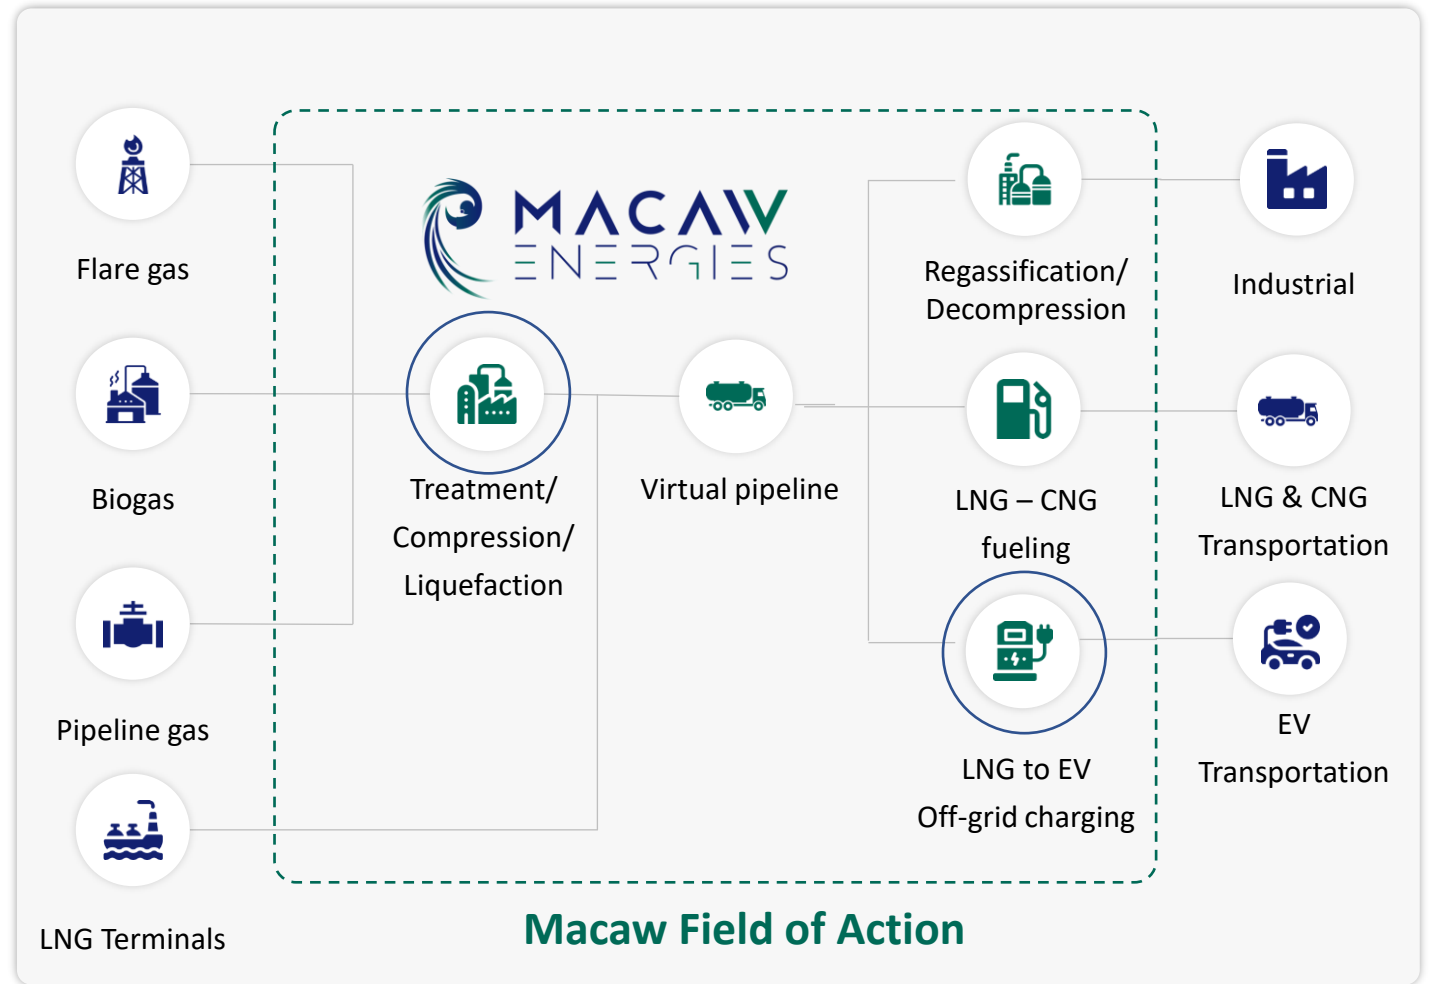 MACAW
ENERGIES
Flare gas
Regassification/
Decompression
Industrial
Biogas
Treatment/
Compression/
Liquefaction
Virtual pipeline
LNG – CNG
fueling
LNG & CNG
Transportation
Pipeline gas
LNG to EV
Off-grid charging
EV
Transportation
LNG Terminals
Macaw Field of Action